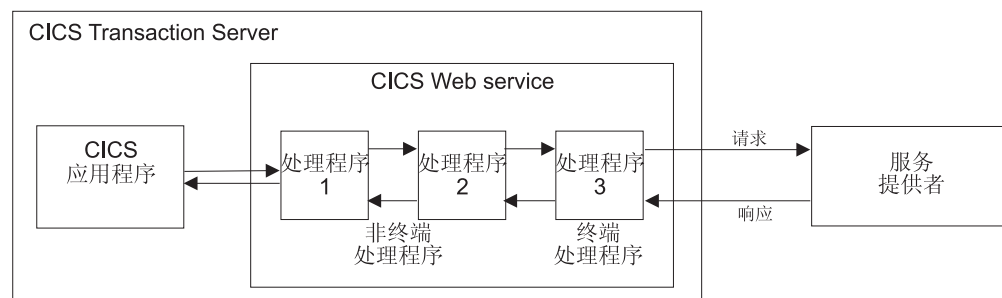 CICS Transaction Server
CICS Web service
CICS
应用程序
处理程序
1
处理程序
2
处理程序
3
请求
服务
提供者
响应
非终端
处理程序
终端
处理程序